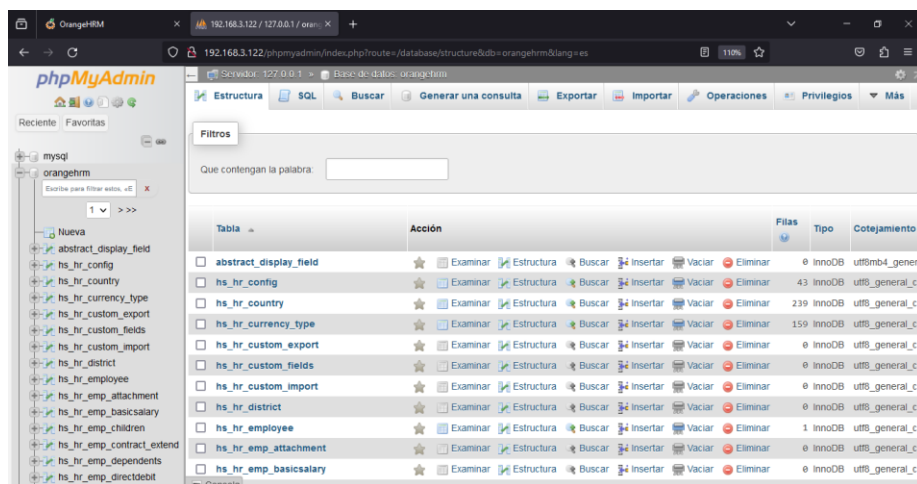 OrangeHRM
192.168.3.122 / 127.0.0.1 / orang
192.168.3.122/phpmyadmin/index.php?route=/database/structure&db=orangehrm&lang=es
110%
phpMyAdmin
Reciente Favoritas
mysql
orangehrm
Escribe para filtrar estos, «E X
1 > >>
Nueva
abstract_display_field
hs_hr_config
hs_hr_country
hs_hr_currency_type
hs_hr_custom_export
hs_hr_custom_fields
hs_hr_custom_import
hs_hr_district
hs_hr_employee
hs_hr_emp_attachment
hs_hr_emp_basicsalary
hs_hr_emp_children
hs_hr_emp_contract_extend
hs_hr_emp_dependents
hs_hr_emp_directdebit
Servidor: 127.0.0.1 » Base de datos: orangehrm
Estructura SQL Buscar Generar una consulta Exportar Importar Operaciones Privilegios Más
Filtros
Que contengan la palabra:
Tabla Acción Filas Tipo Cotejamiento
abstract_display_field Examinar Estructura Buscar Insertar Vaciar Eliminar 0 InnoDB utf8mb4_gener
hs_hr_config Examinar Estructura Buscar Insertar Vaciar Eliminar 43 InnoDB utf8_general_c
hs_hr_country Examinar Estructura Buscar Insertar Vaciar Eliminar 239 InnoDB utf8_general_c
hs_hr_currency_type Examinar Estructura Buscar Insertar Vaciar Eliminar 159 InnoDB utf8_general_c
hs_hr_custom_export Examinar Estructura Buscar Insertar Vaciar Eliminar 0 InnoDB utf8_general_c
hs_hr_custom_fields Examinar Estructura Buscar Insertar Vaciar Eliminar 0 InnoDB utf8_general_c
hs_hr_custom_import Examinar Estructura Buscar Insertar Vaciar Eliminar 0 InnoDB utf8_general_c
hs_hr_district Examinar Estructura Buscar Insertar Vaciar Eliminar 0 InnoDB utf8_general_c
hs_hr_employee Examinar Estructura Buscar Insertar Vaciar Eliminar 1 InnoDB utf8_general_c
hs_hr_emp_attachment Examinar Estructura Buscar Insertar Vaciar Eliminar 0 InnoDB utf8_general_c
hs_hr_emp_basicsalary Examinar Estructura Buscar Insertar Vaciar Eliminar 0 InnoDB utf8_general_c
Consola